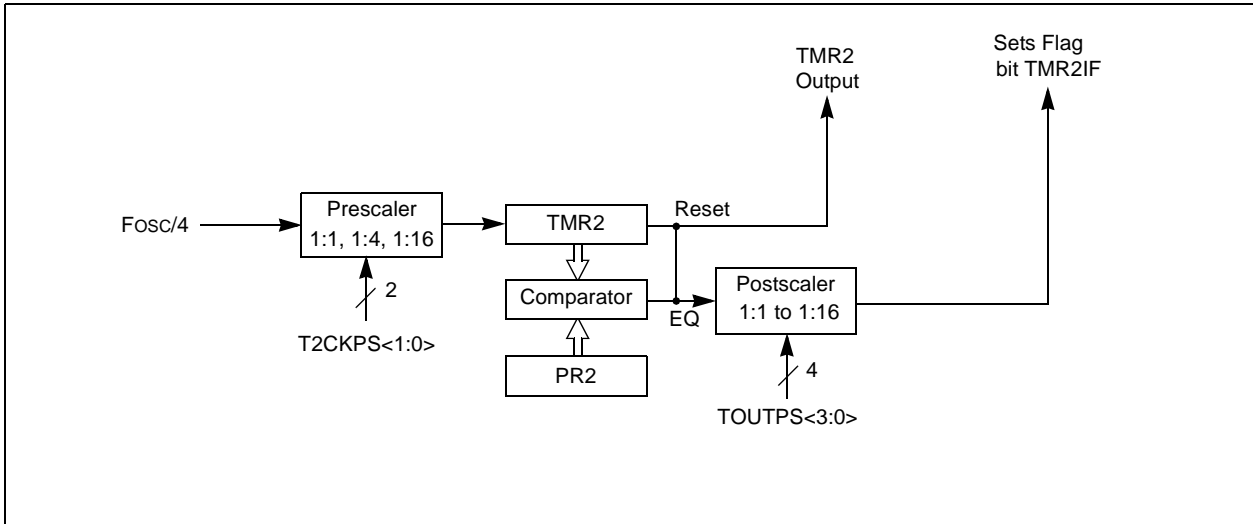 TMR2
Output
Sets Flag
bit TMR2IF
FOSC/4
Prescaler
1:1, 1:4, 1:16
2
T2CKPS<1:0>
TMR2
Reset
Comparator
EQ
PR2
Postscaler
1:1 to 1:16
4
TOUTPS<3:0>